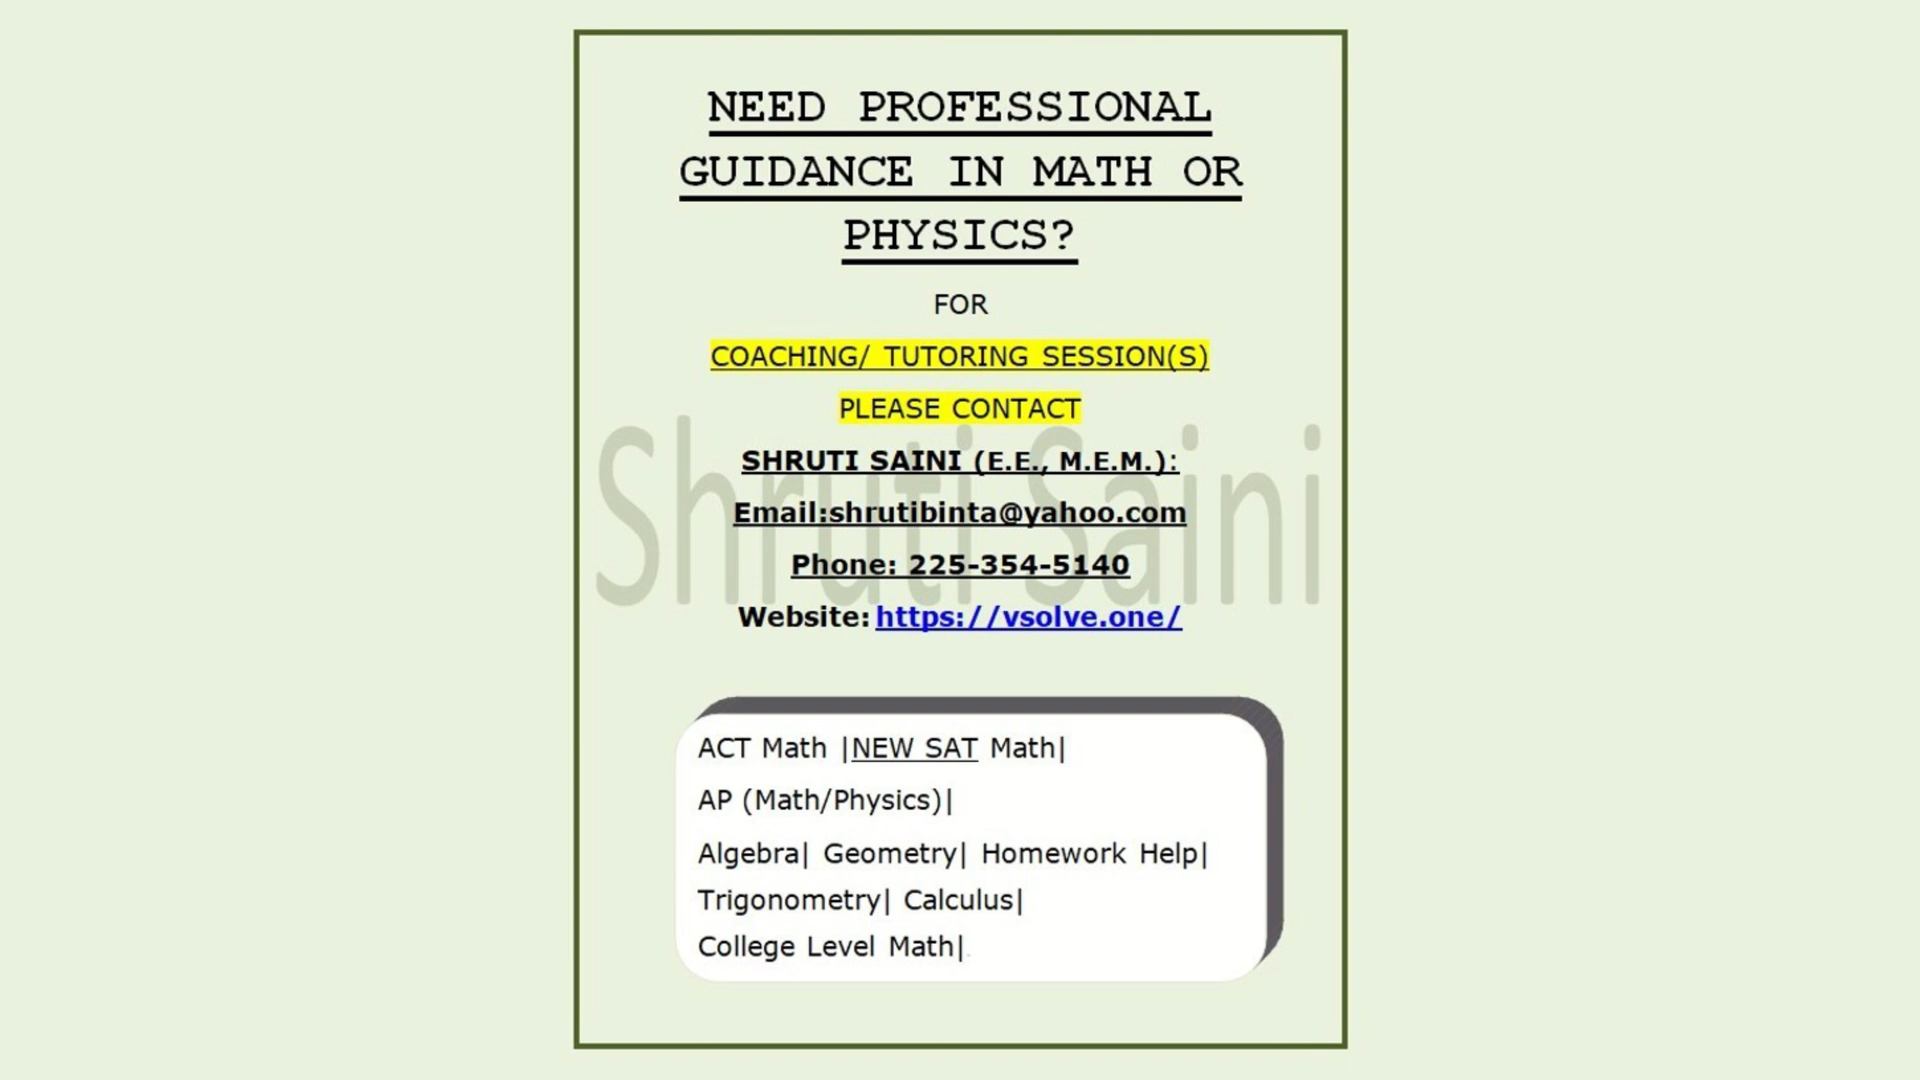 NEED PROFESSIONAL
GUIDANCE IN MATH OR
PHYSICS?
FOR
COACHING/ TUTORING SESSION(S)
PLEASE CONTACT
Shruti Saini
SHRUTI SAINI (E.E., M.E.M.):
Email:shrutibinta@yahoo.com
Phone: 225-354-5140
Website: https://vsolve.one/
ACT Math |NEW SAT Math|
AP (Math/Physics)|
Algebra| Geometry| Homework Help|
Trigonometry| Calculus|
College Level Math|